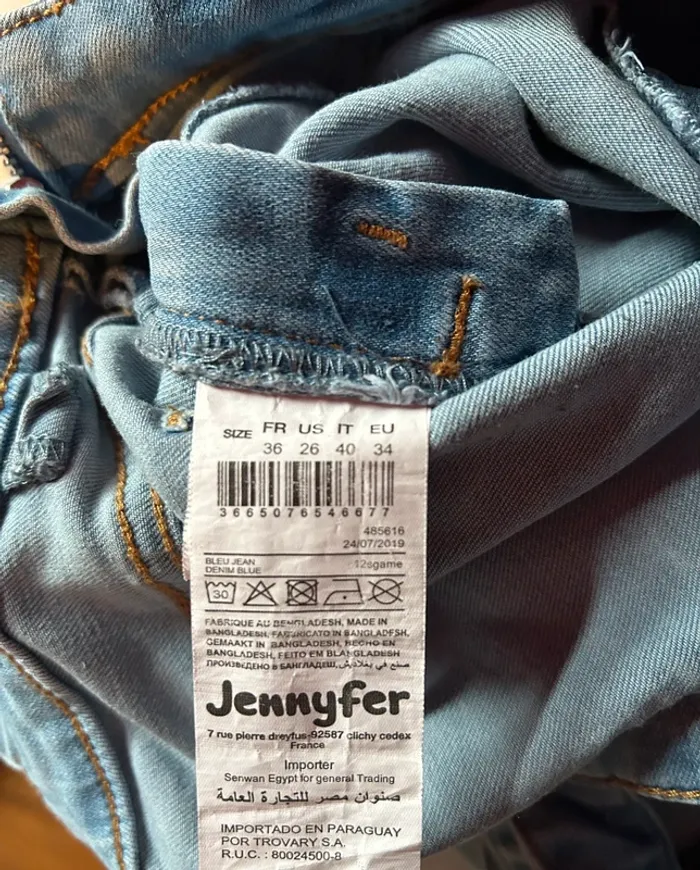 SIZE FR US IT EU
36 26 40 34
3665076546677
485616
24/07/2019
BLEU JEAN
DENIM BLUE 12sgame
30
FABRIQUE AU BENGLADESH, MADE IN
BANGLADESH, FABRICATO IN BANGLADESH,
GEMAAKT IN BANGLADESH, HECHO EN
BANGLADESH, FEITO EM BLANGLADESH
ПРОИЗВЕДЕНО В БАНГЛАДЕШ, صنع في بنغلاديش
Jennyfer
7 rue pierre dreyfus-92587 clichy cedex
France
Importer
Senwan Egypt for general Trading
صنوان مصر للتجارة العامة
IMPORTADO EN PARAGUAY
POR TROVARY S.A.
R.U.C. : 80024500-8